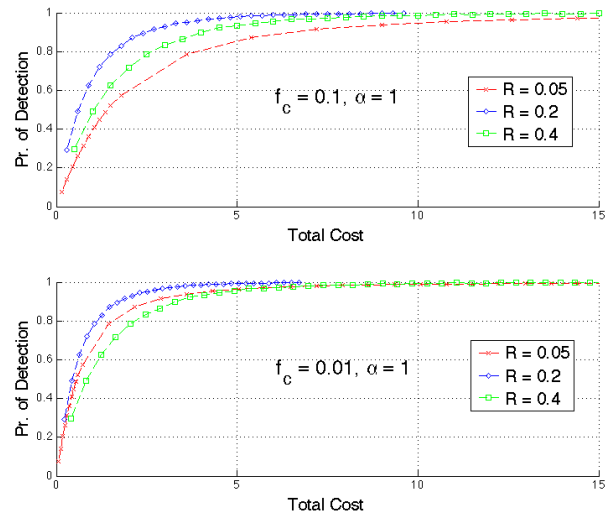 1
0.8
0.6
0.4
0.2
0
Pr. of Detection
f_c = 0.1, α = 1
R = 0.05
R = 0.2
R = 0.4
0 5 10 15
Total Cost
1
0.8
0.6
0.4
0.2
0
Pr. of Detection
f_c = 0.01, α = 1
R = 0.05
R = 0.2
R = 0.4
0 5 10 15
Total Cost